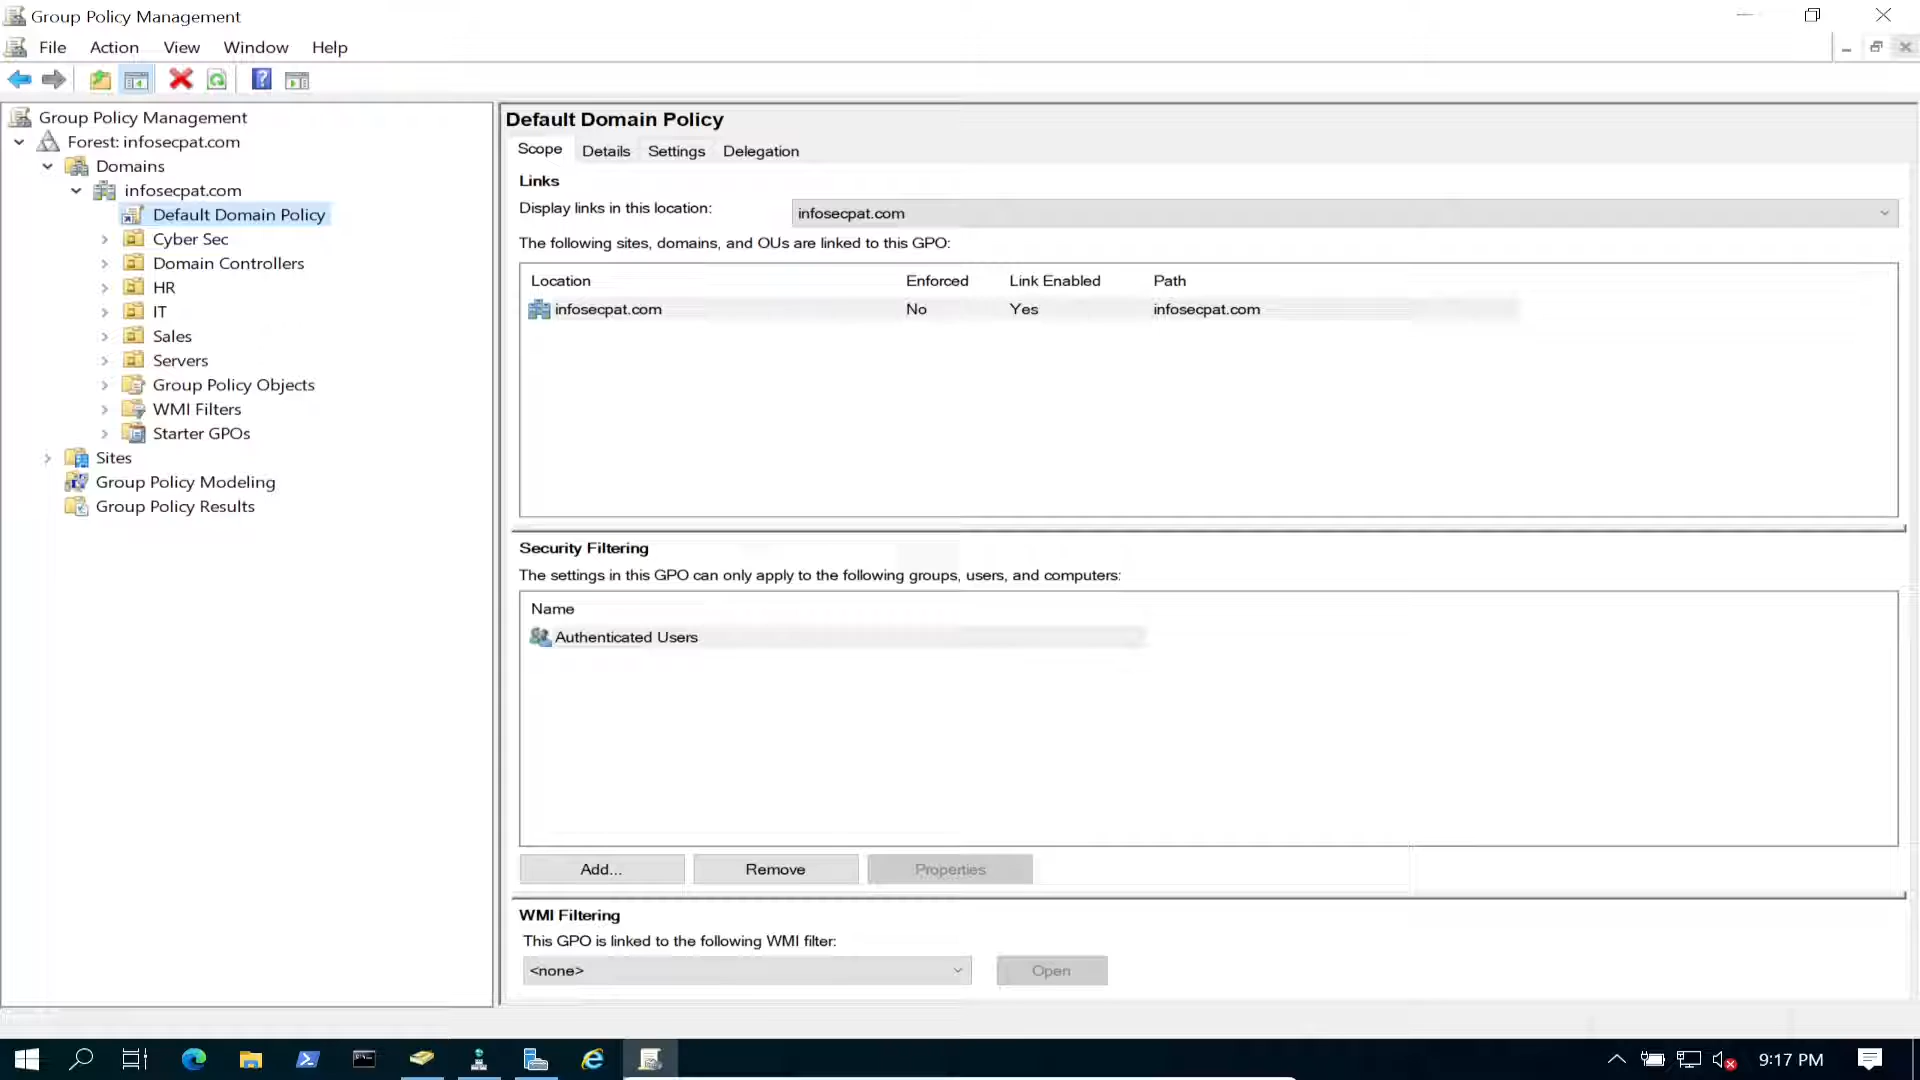 Group Policy Management
File Action View Window Help
Group Policy Management
Forest: infosecpat.com
Domains
infosecpat.com
Default Domain Policy
Cyber Sec
Domain Controllers
HR
IT
Sales
Servers
Group Policy Objects
WMI Filters
Starter GPOs
Sites
Group Policy Modeling
Group Policy Results
Default Domain Policy
Scope Details Settings Delegation
Links
Display links in this location: infosecpat.com
The following sites, domains, and OUs are linked to this GPO:
Location Enforced Link Enabled Path
infosecpat.com No Yes infosecpat.com
Security Filtering
The settings in this GPO can only apply to the following groups, users, and computers:
Name
Authenticated Users
Add... Remove Properties
WMI Filtering
This GPO is linked to the following WMI filter:
<none> Open
9:17 PM